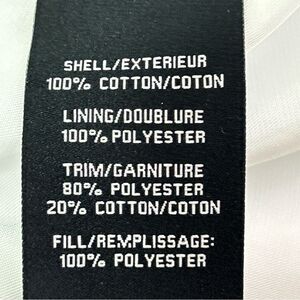 SHELL/EXTERIEUR
100% COTTON/COTON
LINING/DOUBLURE
100% POLYESTER
TRIM/GARNITURE
80% POLYESTER
20% COTTON/COTON
FILL/REMPLISSAGE:
100% POLYESTER